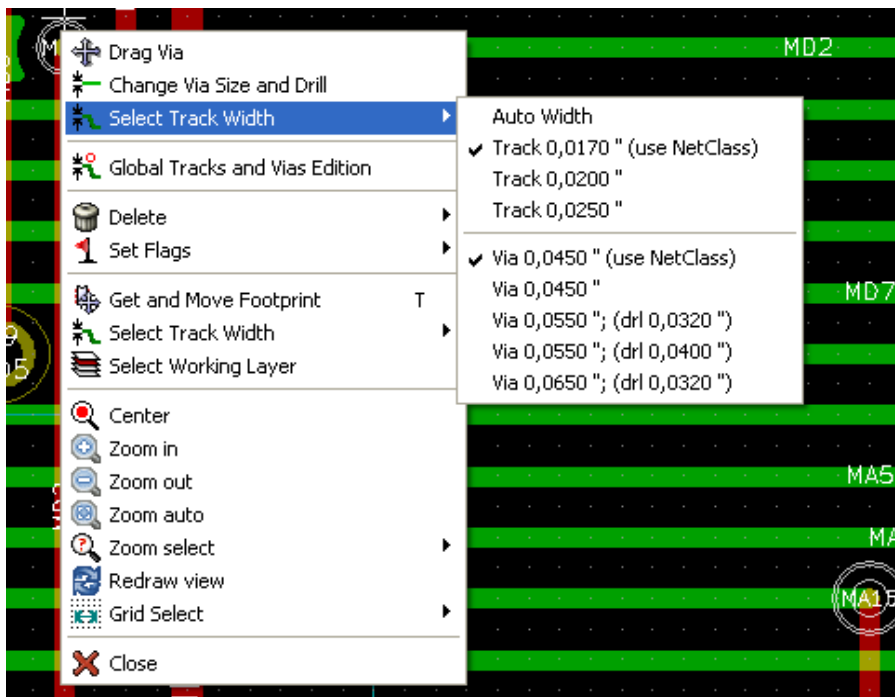 MD2
Drag Via
Change Via Size and Drill
Select Track Width
Auto Width
Track 0,0170 " (use NetClass)
Track 0,0200 "
Track 0,0250 "
Via 0,0450 " (use NetClass)
Via 0,0450 "
Via 0,0550 "; (drl 0,0320 ")
Via 0,0550 "; (drl 0,0400 ")
Via 0,0650 "; (drl 0,0320 ")
Global Tracks and Vias Edition
Delete
Set Flags
Get and Move Footprint T
Select Track Width
Select Working Layer
Center
Zoom in
Zoom out
Zoom auto
Zoom select
Redraw view
Grid Select
Close
MD7
MA5
MA
MA15